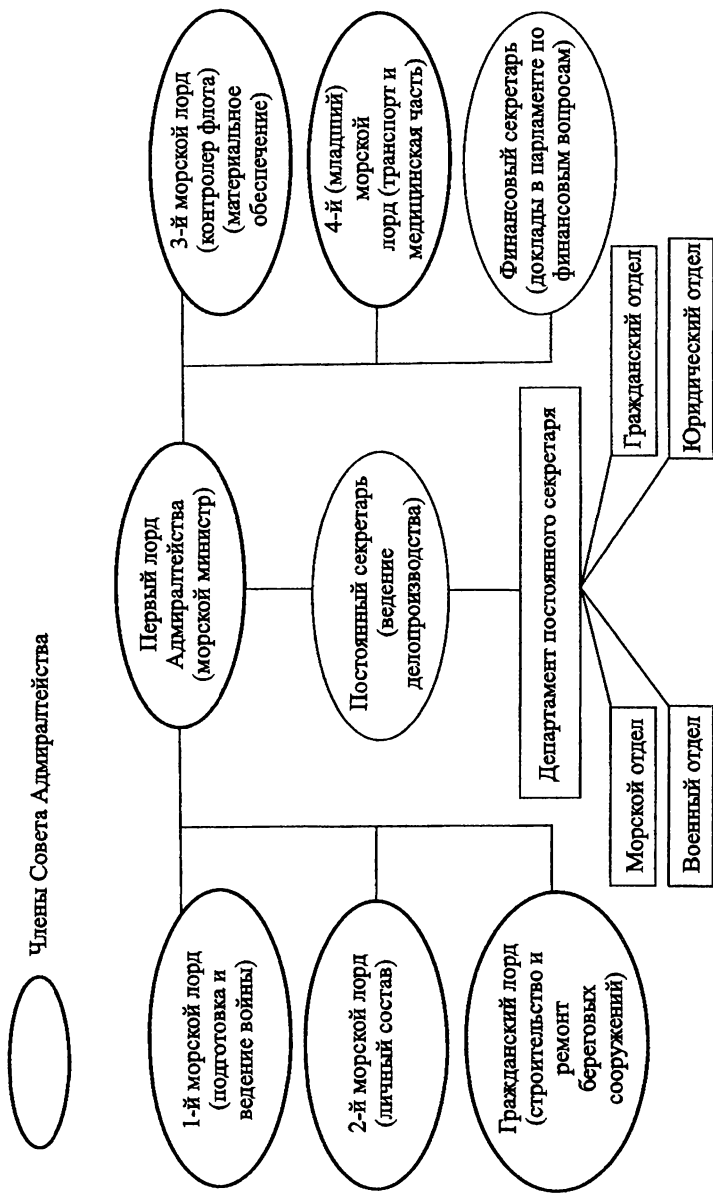 Члены Совета Адмиралтейства
Первый лорд
Адмиралтейства
(морской министр)
1-й морской лорд
(подготовка и
ведение войны)
3-й морской лорд
(контролер флота)
(материальное
обеспечение)
2-й морской лорд
(личный состав)
Постоянный секретарь
(ведение
делопроизводства)
4-й (младший)
морской
лорд (транспорт и
медицинская часть)
Гражданский лорд
(строительство и
ремонт
береговых
сооружений)
Финансовый секретарь
(доклады в парламенте по
финансовым вопросам)
Департамент постоянного секретаря
Морской отдел
Гражданский отдел
Военный отдел
Юридический отдел